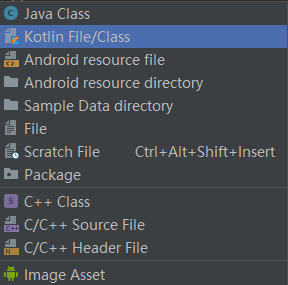 Java Class
Kotlin File/Class
Android resource file
Android resource directory
Sample Data directory
File
Scratch File Ctrl+Alt+Shift+Insert
Package
C++ Class
C/C++ Source File
C/C++ Header File
Image Asset